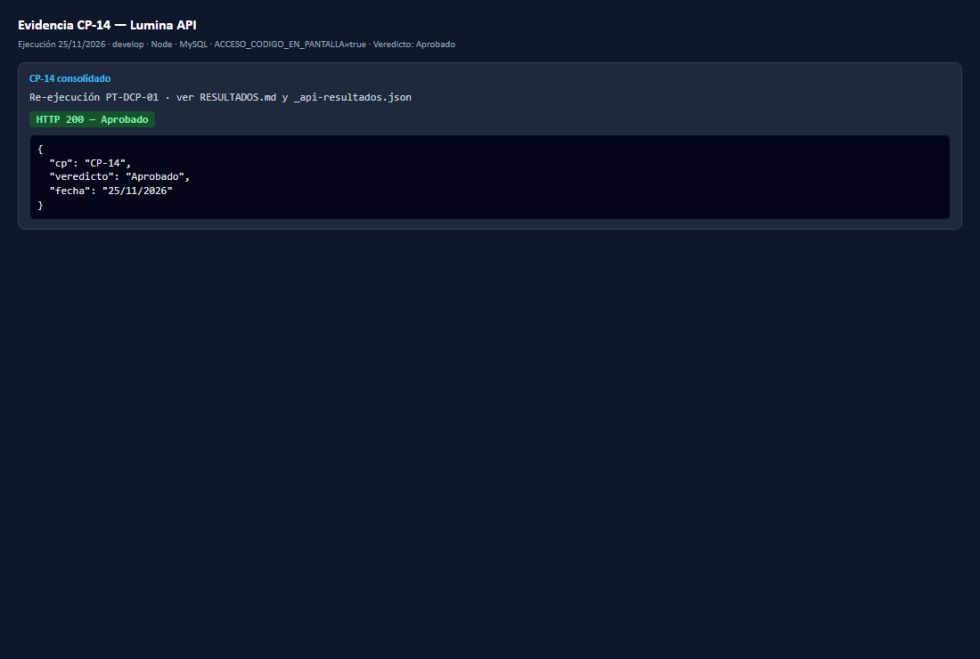 Evidencia CP-14 — Lumina API
Ejecución 25/11/2026 · develop · Node · MySQL · ACCESO_CODIGO_EN_PANTALLA=true · Veredicto: Aprobado
CP-14 consolidado
Re-ejecución PT-DCP-01 · ver RESULTADOS.md y _api-resultados.json
HTTP 200 — Aprobado
{
  "cp": "CP-14",
  "veredicto": "Aprobado",
  "fecha": "25/11/2026"
}